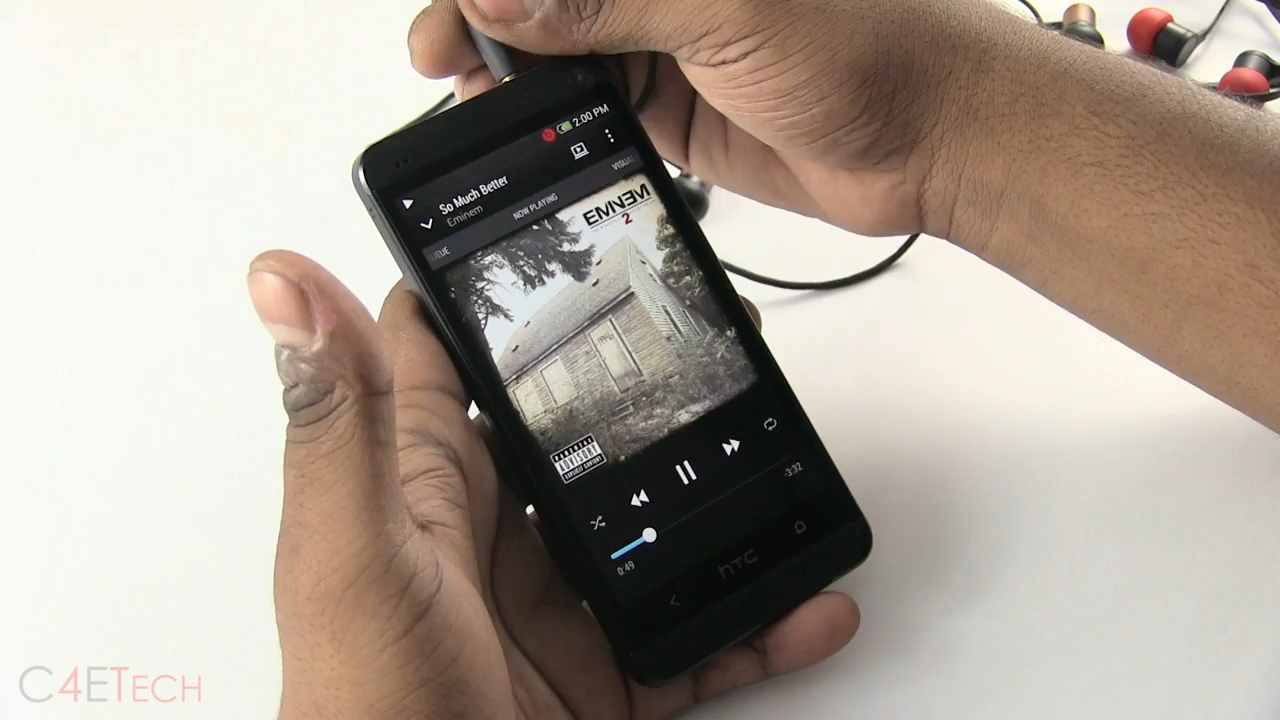 2:00 PM
So Much Better
Eminem
UEUE
NOW PLAYING
VISUAL
EMINEM
2
PARENTAL
ADVISORY
EXPLICIT CONTENT
0:49
-3:32
hTC
C4ETECH